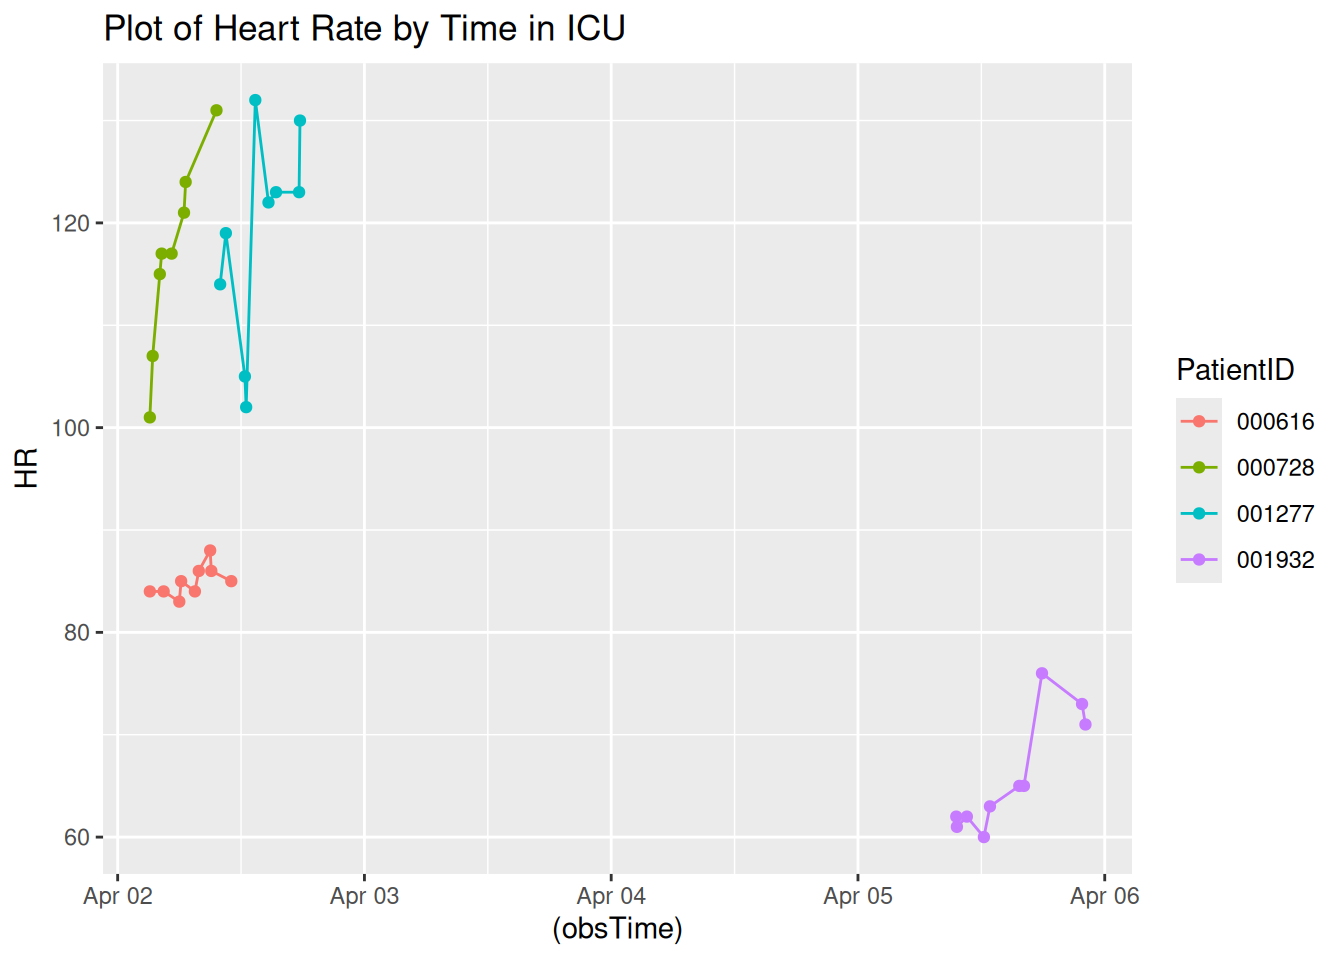 Plot of Heart Rate by Time in ICU
120
100
80
60
HR
Apr 02 Apr 03 Apr 04 Apr 05 Apr 06
(obsTime)
PatientID
000616
000728
001277
001932